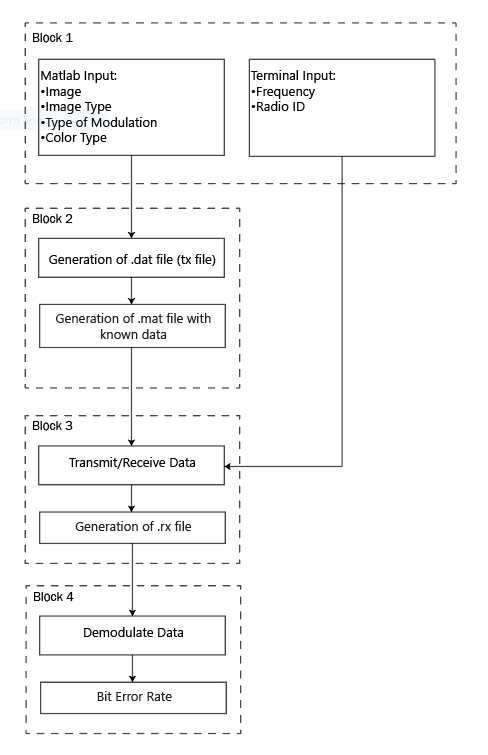 Block 1
Matlab Input:
•Image
•Image Type
•Type of Modulation
•Color Type
Terminal Input:
•Frequency
•Radio ID
Block 2
Generation of .dat file (tx file)
Generation of .mat file with
known data
Block 3
Transmit/Receive Data
Generation of .rx file
Block 4
Demodulate Data
Bit Error Rate